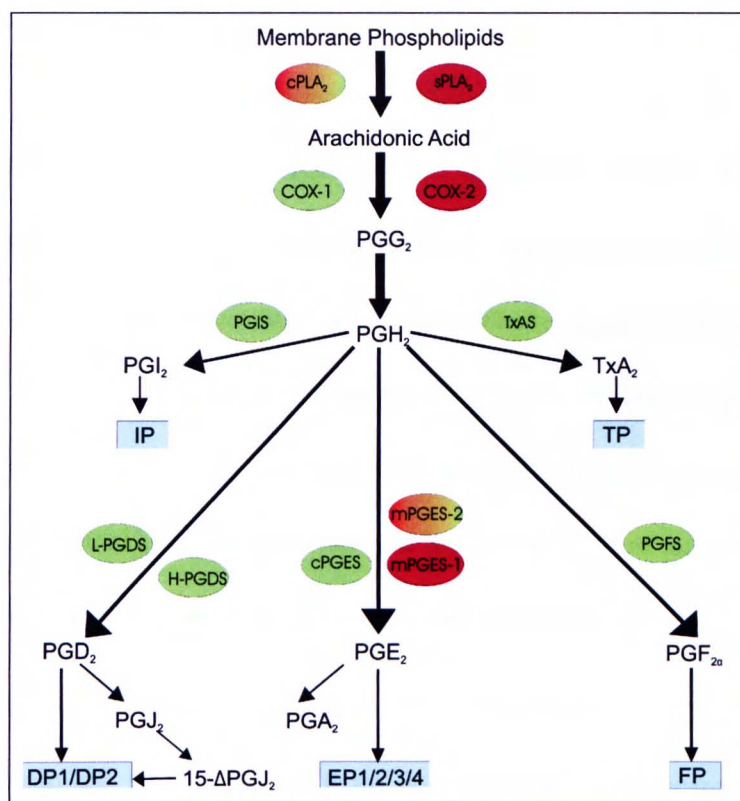 Membrane Phospholipids
cPLA₂ sPLA₂
Arachidonic Acid
COX-1 COX-2
PGG₂
PGIS TxAS
PGH₂
PGI₂ TxA₂
IP TP
mPGES-2
L-PGDS cPGES mPGES-1 PGFS
H-PGDS
PGD₂ PGE₂ PGF₂α
PGJ₂ PGA₂
DP1/DP2 15-ΔPGJ₂ EP1/2/3/4 FP